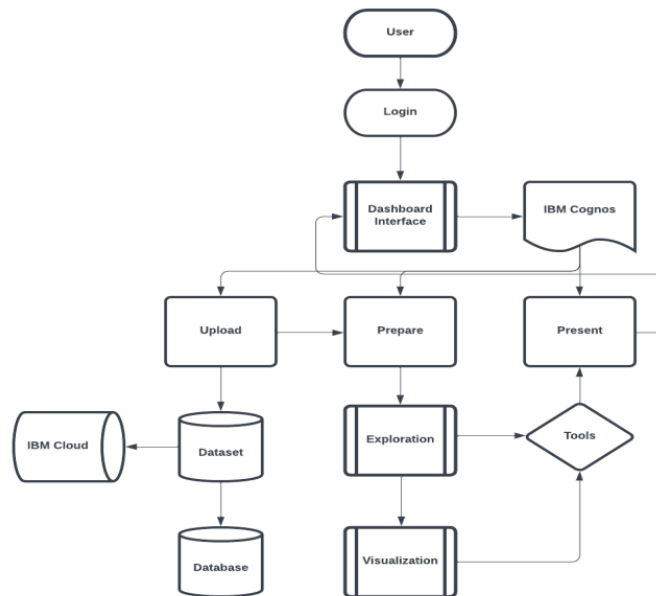 User
Login
Dashboard
Interface
IBM Cognos
Upload
Prepare
Present
IBM Cloud
Dataset
Exploration
Tools
Database
Visualization